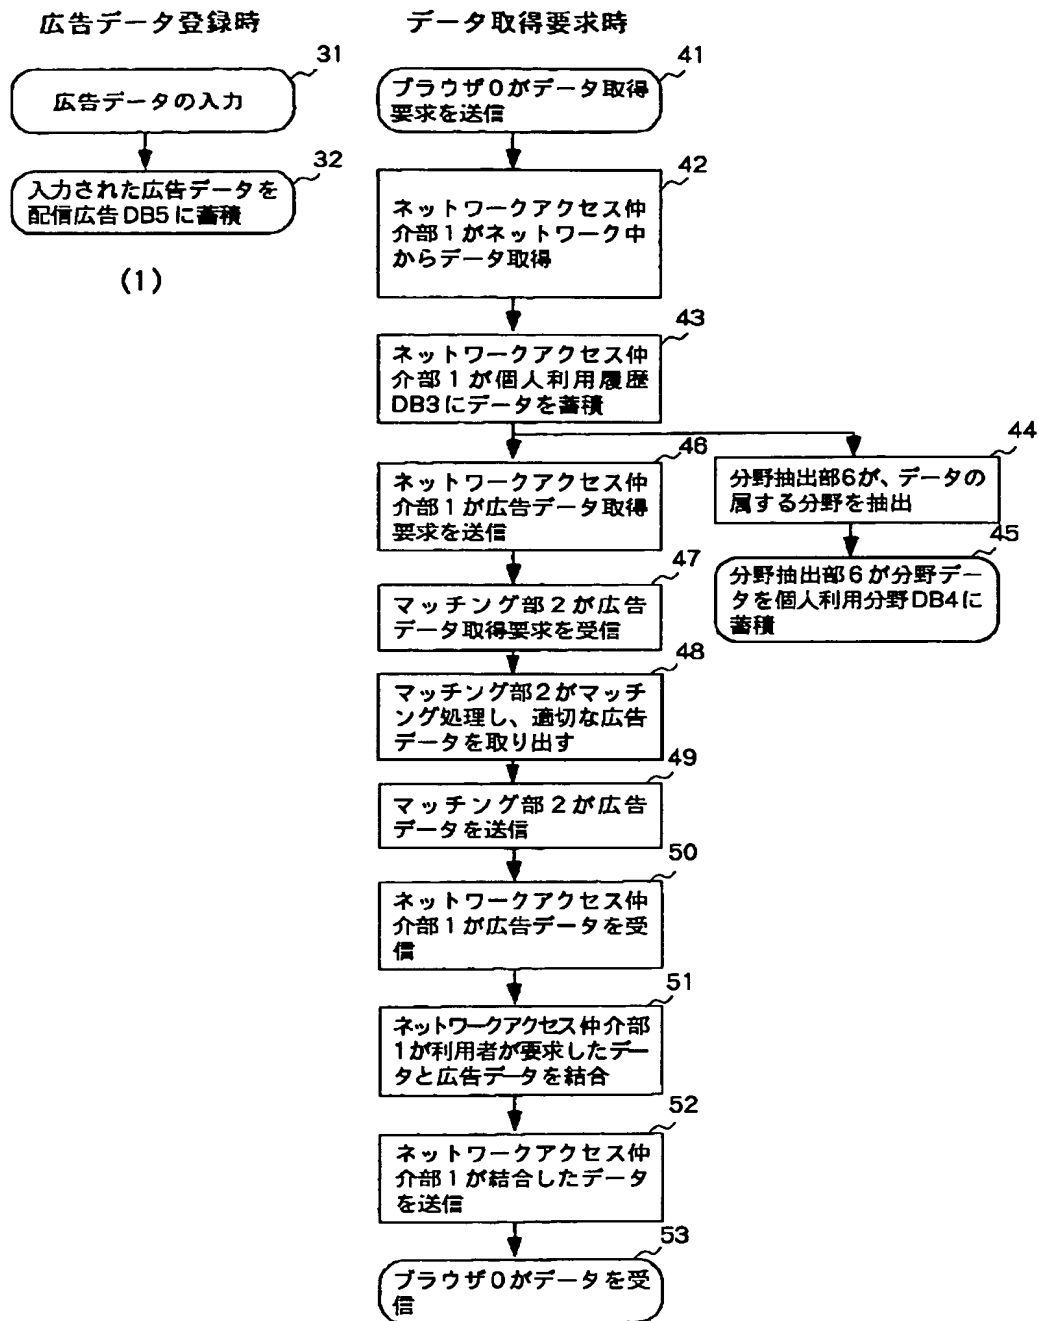 広告データ登録時
31
広告データの入力
32
入力された広告データを
配信広告DB5に蓄積
(1)
データ取得要求時
41
ブラウザ0がデータ取得
要求を送信
42
ネットワークアクセス仲
介部1がネットワーク中
からデータ取得
43
ネットワークアクセス仲
介部1が個人利用履歴
DB3にデータを蓄積
44
分野抽出部6が、データの
属する分野を抽出
45
分野抽出部6が分野デー
タを個人利用分野DB4に
蓄積
46
ネットワークアクセス仲
介部1が広告データ取得
要求を送信
47
マッチング部2が広告
データ取得要求を受信
48
マッチング部2がマッチ
ング処理し、適切な広告
データを取り出す
49
マッチング部2が広告
データを送信
50
ネットワークアクセス仲
介部1が広告データを受
信
51
ネットワークアクセス仲介部
1が利用者が要求したデー
タと広告データを結合
52
ネットワークアクセス仲
介部1が結合したデータ
を送信
53
ブラウザ0がデータを受
信